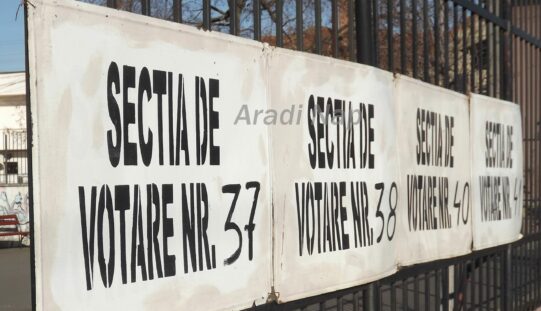 SECTIA DE
VOTARE NR. 37
SECTIA DE
VOTARE NR. 38
SECTIA DE
VOTARE NR. 40
SECTIA DE
VOTARE NR.
Aradi Nap